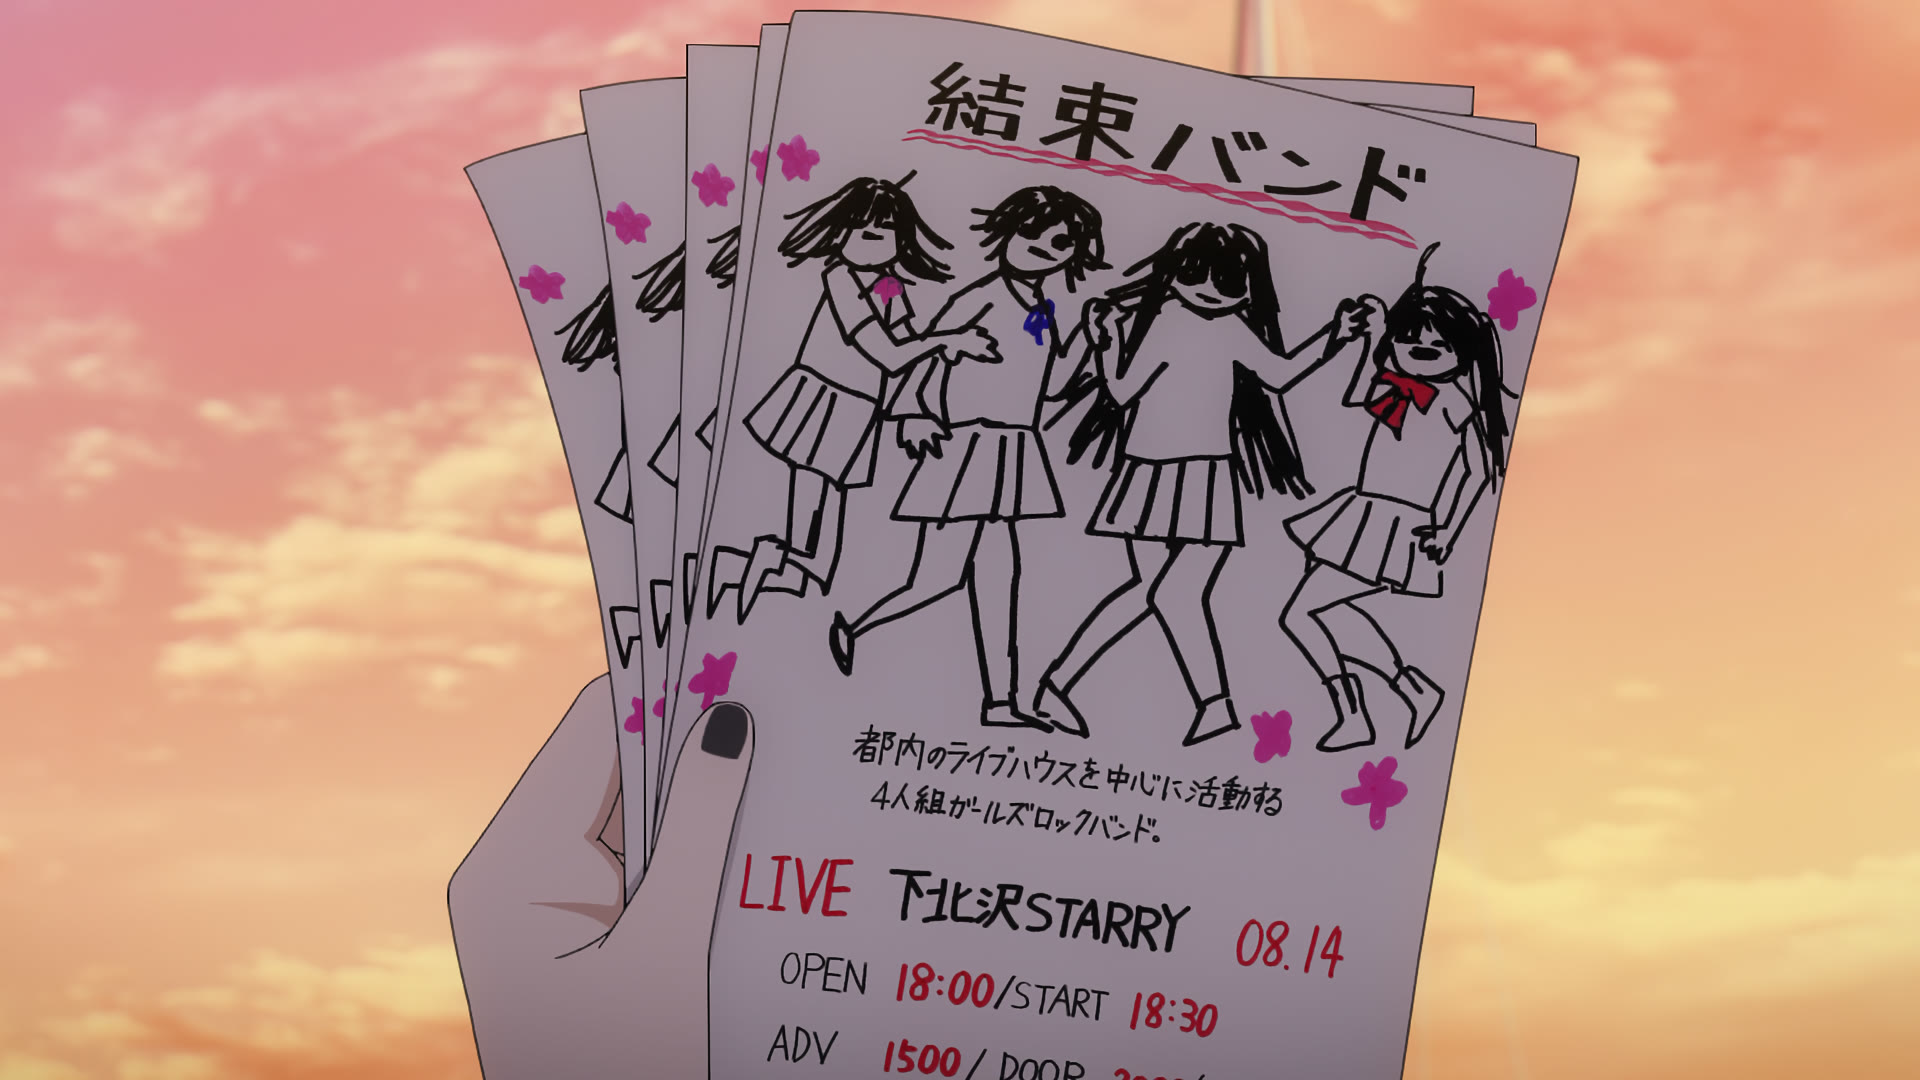 結束バンド
都内のライブハウスを中心に活動する
4人組ガールズロックバンド。
LIVE 下北沢STARRY 08.14
OPEN 18:00/START 18:30
ADV 1500/DOOR